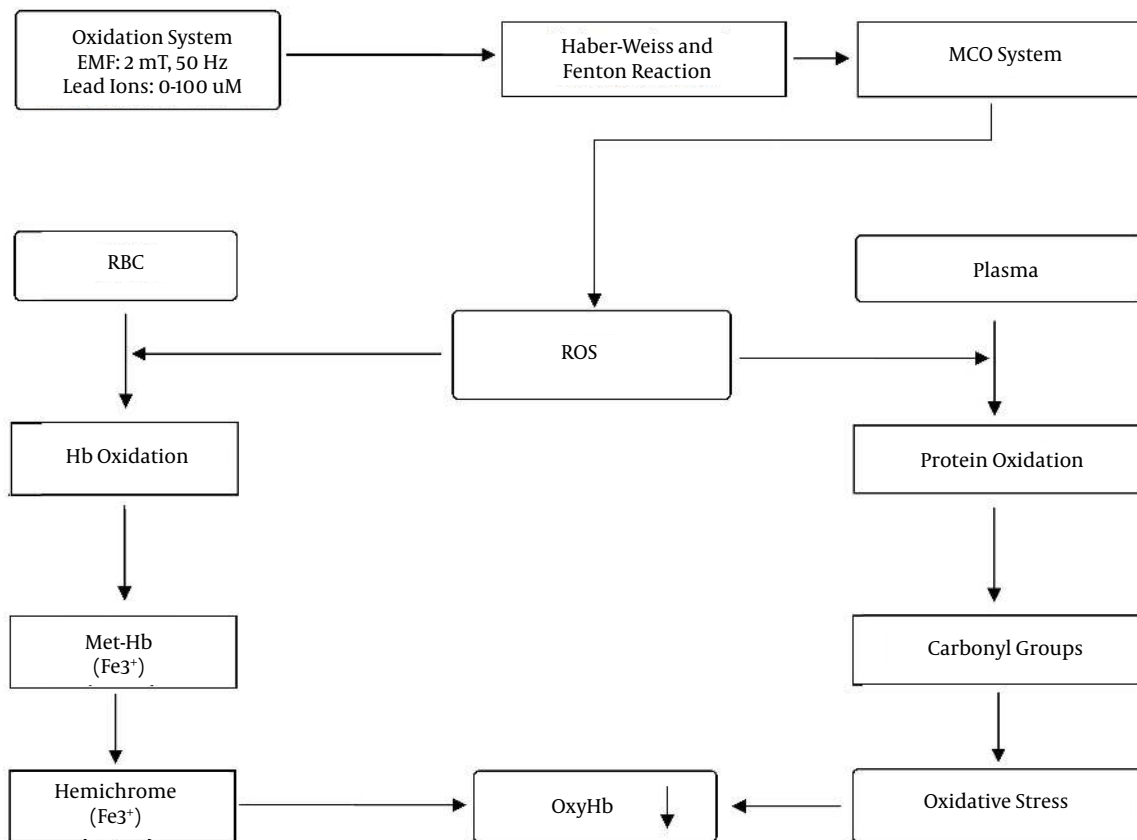 Oxidation System
EMF: 2 mT, 50 Hz
Lead Ions: 0-100 uM
Haber-Weiss and
Fenton Reaction
MCO System
RBC
Plasma
ROS
Hb Oxidation
Protein Oxidation
Met-Hb
(Fe3⁺)
Carbonyl Groups
Hemichrome
(Fe3⁺)
OxyHb
Oxidative Stress